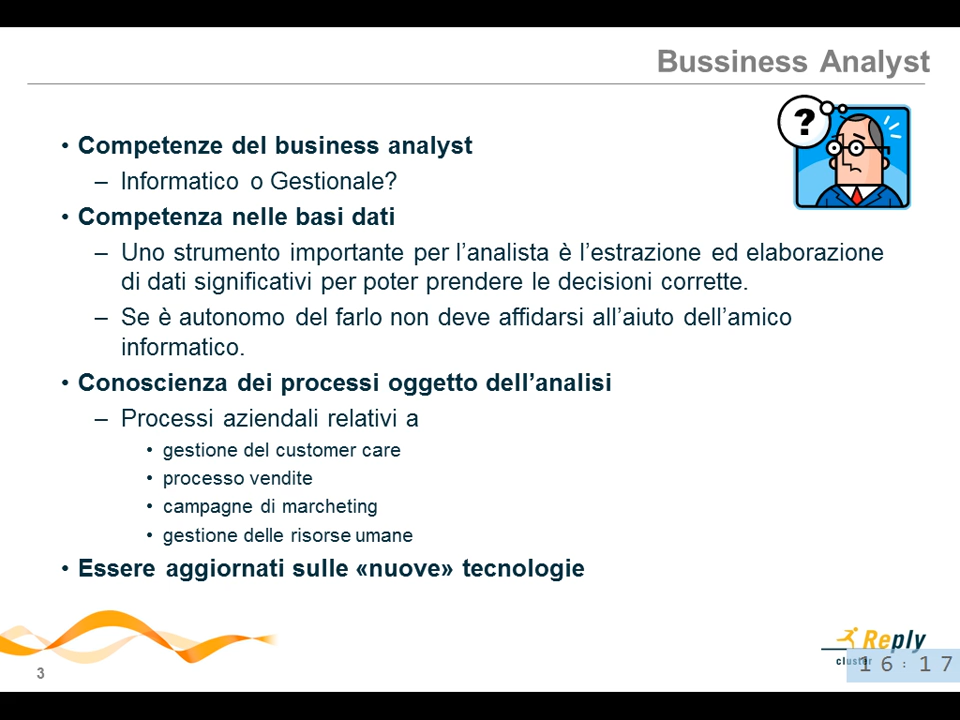 Bussiness Analyst
?
• Competenze del business analyst
– Informatico o Gestionale?
• Competenza nelle basi dati
– Uno strumento importante per l’analista è l’estrazione ed elaborazione
di dati significativi per poter prendere le decisioni corrette.
– Se è autonomo del farlo non deve affidarsi all’aiuto dell’amico
informatico.
• Conoscienza dei processi oggetto dell’analisi
– Processi aziendali relativi a
• gestione del customer care
• processo vendite
• campagne di marcheting
• gestione delle risorse umane
• Essere aggiornati sulle «nuove» tecnologie
Reply
cluster
16:17
3